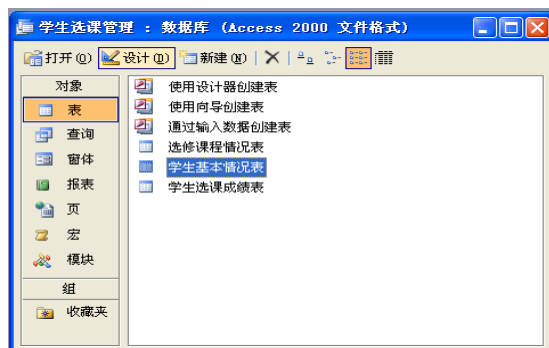 学生选课管理 : 数据库 (Access 2000 文件格式)
打开(O) 设计(D) 新建(N)
对象
表
查询
窗体
报表
页
宏
模块
组
收藏夹
使用设计器创建表
使用向导创建表
通过输入数据创建表
选修课程情况表
学生基本情况表
学生选课成绩表